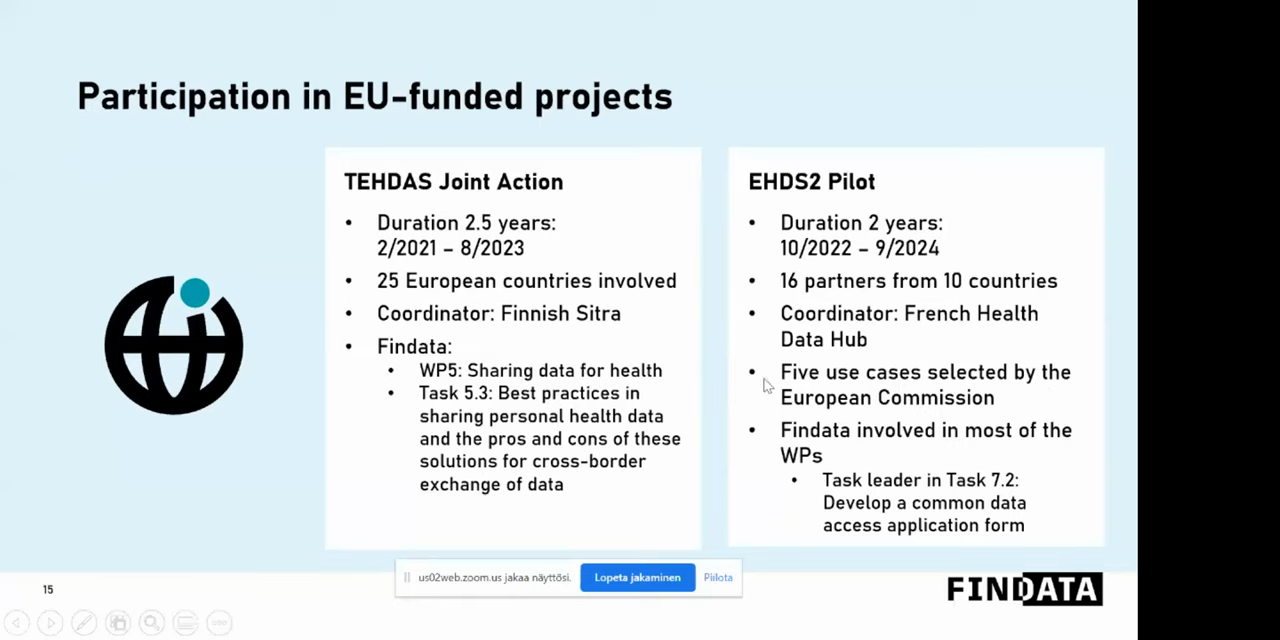 Participation in EU-funded projects
TEHDAS Joint Action
• Duration 2.5 years:
2/2021 – 8/2023
• 25 European countries involved
• Coordinator: Finnish Sitra
• Findata:
• WP5: Sharing data for health
• Task 5.3: Best practices in
sharing personal health data
and the pros and cons of these
solutions for cross-border
exchange of data
EHDS2 Pilot
• Duration 2 years:
10/2022 – 9/2024
• 16 partners from 10 countries
• Coordinator: French Health
Data Hub
• Five use cases selected by the
European Commission
• Findata involved in most of the
WPs
• Task leader in Task 7.2:
Develop a common data
access application form
us02web.zoom.us jakaa näyttösi.
Lopeta jakaminen
Piilota
15
FINDATA